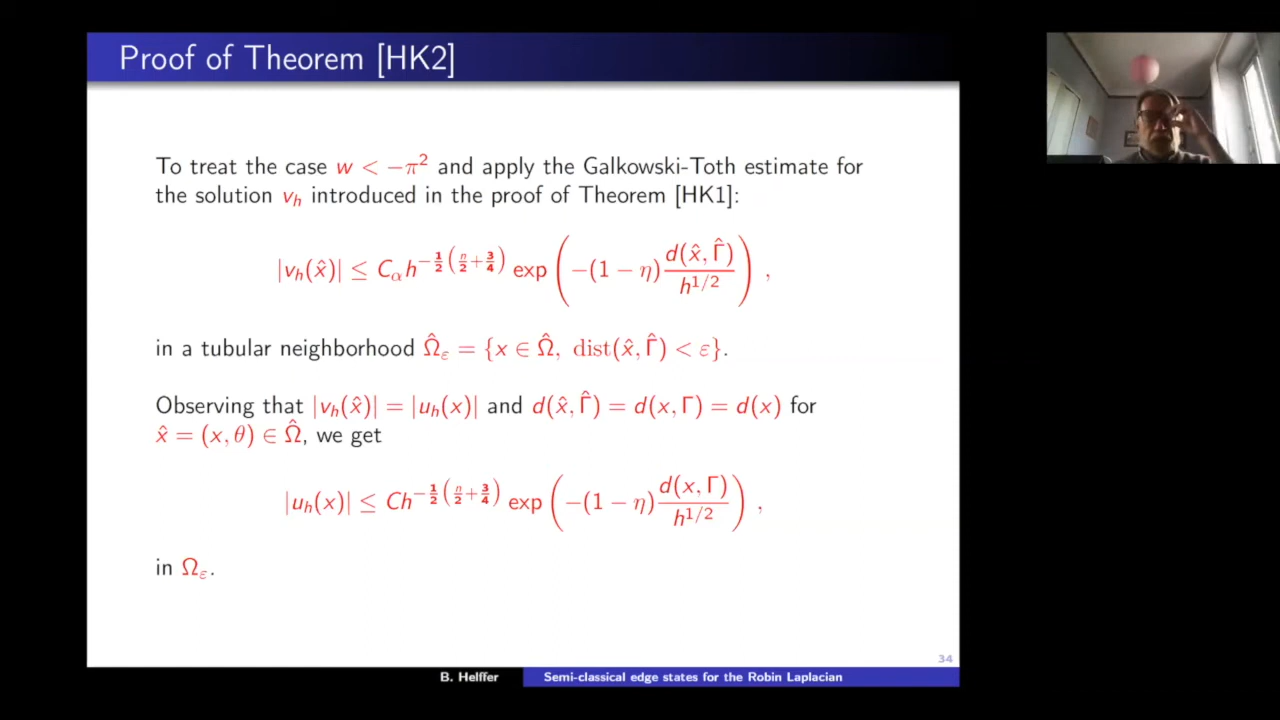 Proof of Theorem [HK2]
To treat the case w < −π² and apply the Galkowski-Toth estimate for
the solution v_h introduced in the proof of Theorem [HK1]:
|v_h(x̂)| ≤ C_α h^{−1/2(n/2+3/4)} exp(−(1 − η) d(x̂, Γ̂)/h^{1/2}) ,
in a tubular neighborhood Ω̂_ε = {x ∈ Ω̂, dist(x̂, Γ̂) < ε}.
Observing that |v_h(x̂)| = |u_h(x)| and d(x̂, Γ̂) = d(x, Γ) = d(x) for
x̂ = (x, θ) ∈ Ω̂, we get
|u_h(x)| ≤ Ch^{−1/2(n/2+3/4)} exp(−(1 − η) d(x, Γ)/h^{1/2}) ,
in Ω_ε.
34
B. Helffer Semi-classical edge states for the Robin Laplacian